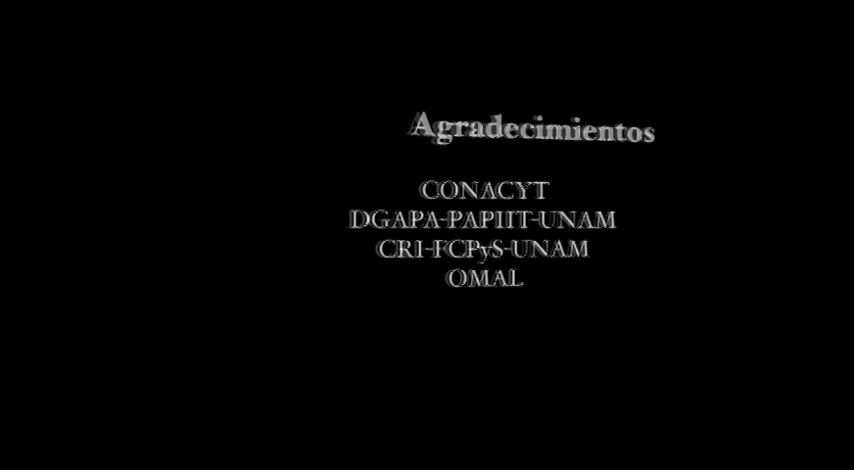 Agradecimientos
CONACYT
DGAPA-PAPIIT-UNAM
CRI-FCPyS-UNAM
OMAL